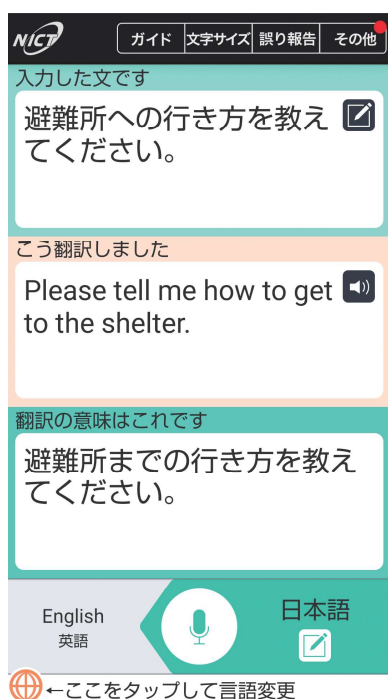 NICT
ガイド 文字サイズ 誤り報告 その他
入力した文です
避難所への行き方を教え
てください。
こう翻訳しました
Please tell me how to get
to the shelter.
翻訳の意味はこれです
避難所までの行き方を教え
てください。
English
英語
日本語
←ここをタップして言語変更